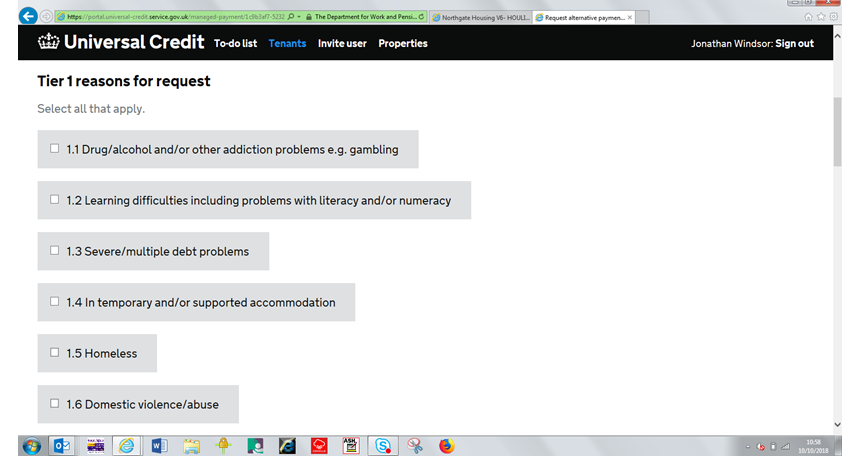 https://portal.universal-credit.service.gov.uk/managed-payment/
The Department for Work and Pensi...
Northgate Housing V6- HOULI...
Request alternative paymen...
Universal Credit To-do list Tenants Invite user Properties Jonathan Windsor: Sign out
Tier 1 reasons for request
Select all that apply.
1.1 Drug/alcohol and/or other addiction problems e.g. gambling
1.2 Learning difficulties including problems with literacy and/or numeracy
1.3 Severe/multiple debt problems
1.4 In temporary and/or supported accommodation
1.5 Homeless
1.6 Domestic violence/abuse
ASK
10:58
10/10/2018